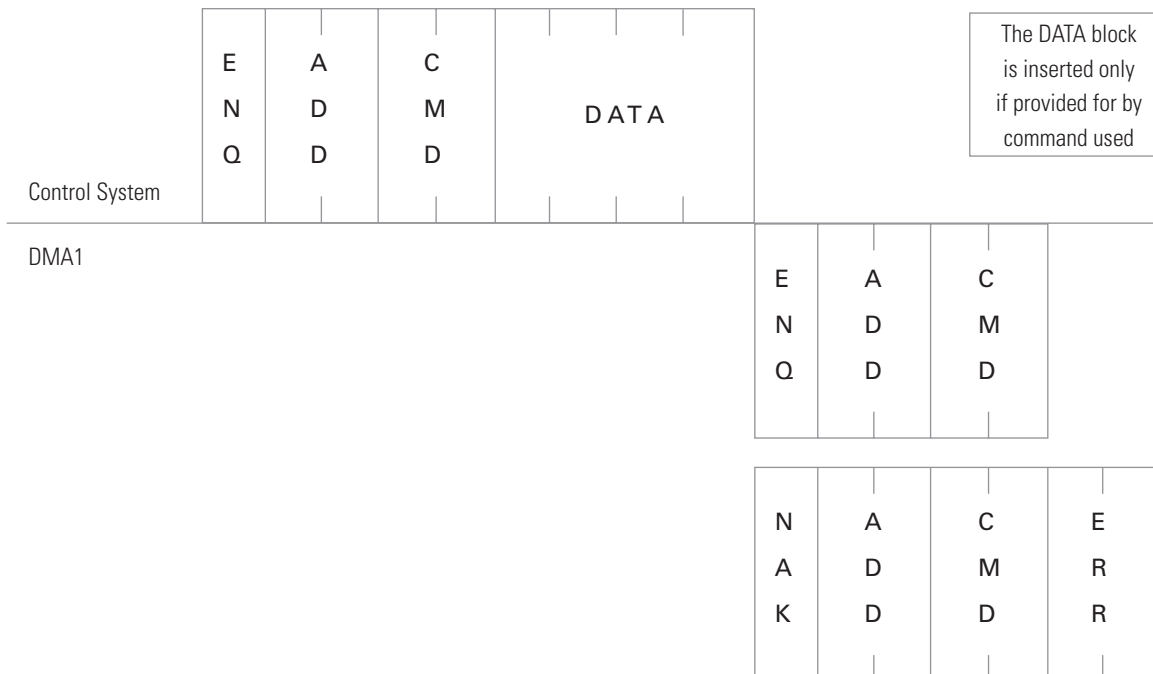 E A C
N D M DATA
Q D D
The DATA block
is inserted only
if provided for by
command used
Control System
DMA1
E A C
N D M
Q D D
N A C E
A D M R
K D D R